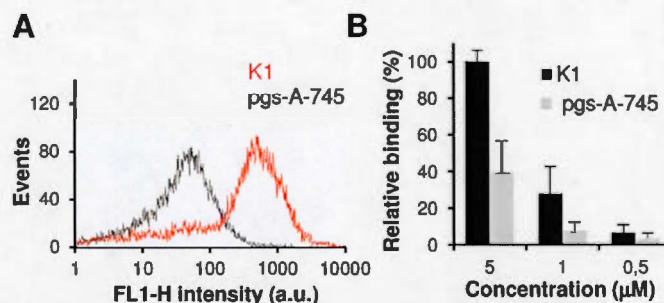 A
K1
pgs-A-745
Events
120
80
40
0
1 10 100 1000 10000
FL1-H intensity (a.u.)
B
Relative binding (%)
100
80
60
40
20
0
K1
pgs-A-745
5 1 0,5
Concentration (μM)